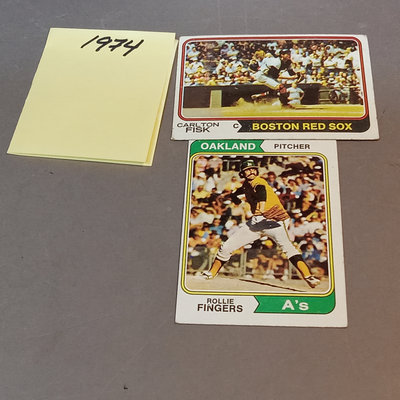 1974
CARLTON
FISK C BOSTON RED SOX
OAKLAND PITCHER
ROLLIE
FINGERS A's